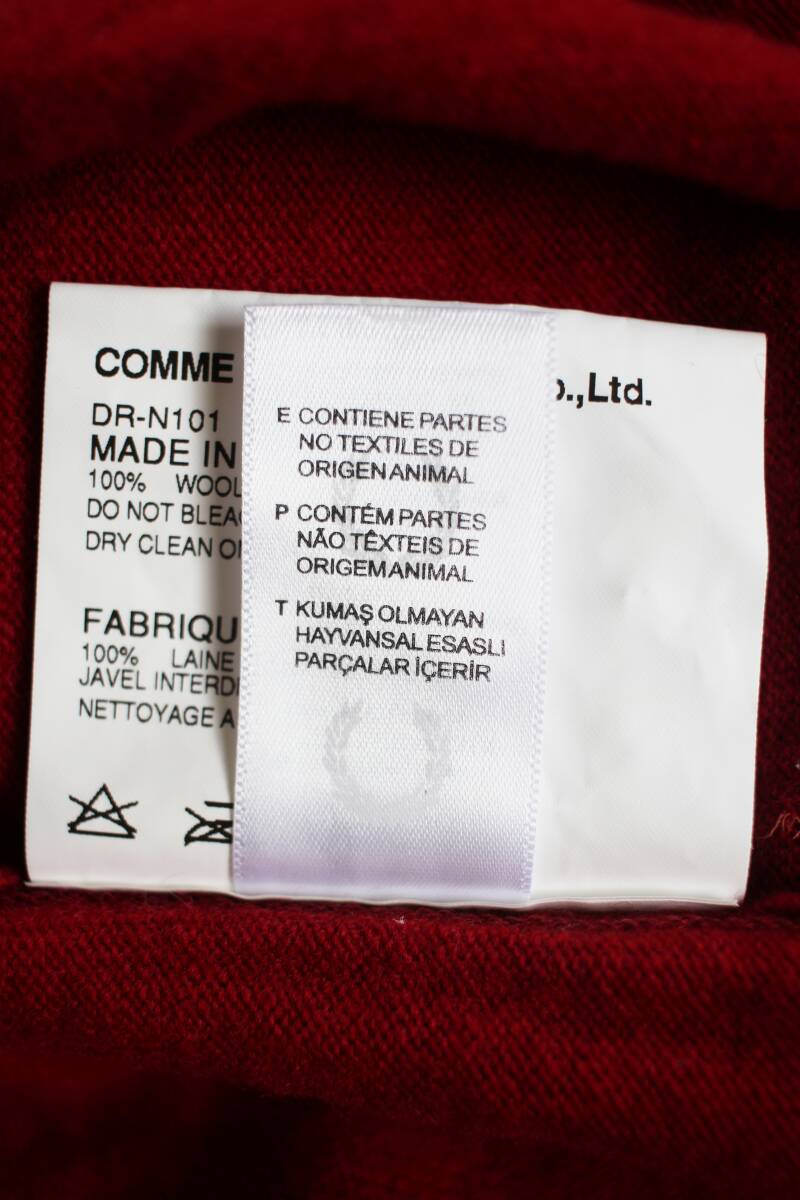 COMME
.,Ltd.
DR-N101
MADE IN
100% WOOL
DO NOT BLEA
DRY CLEAN O
FABRIQU
100% LAINE
JAVEL INTERDI
NETTOYAGE A
E CONTIENE PARTES
NO TEXTILES DE
ORIGEN ANIMAL
P CONTÉM PARTES
NÃO TÊXTEIS DE
ORIGEM ANIMAL
T KUMAŞ OLMAYAN
HAYVANSAL ESASLI
PARÇALAR İÇERİR